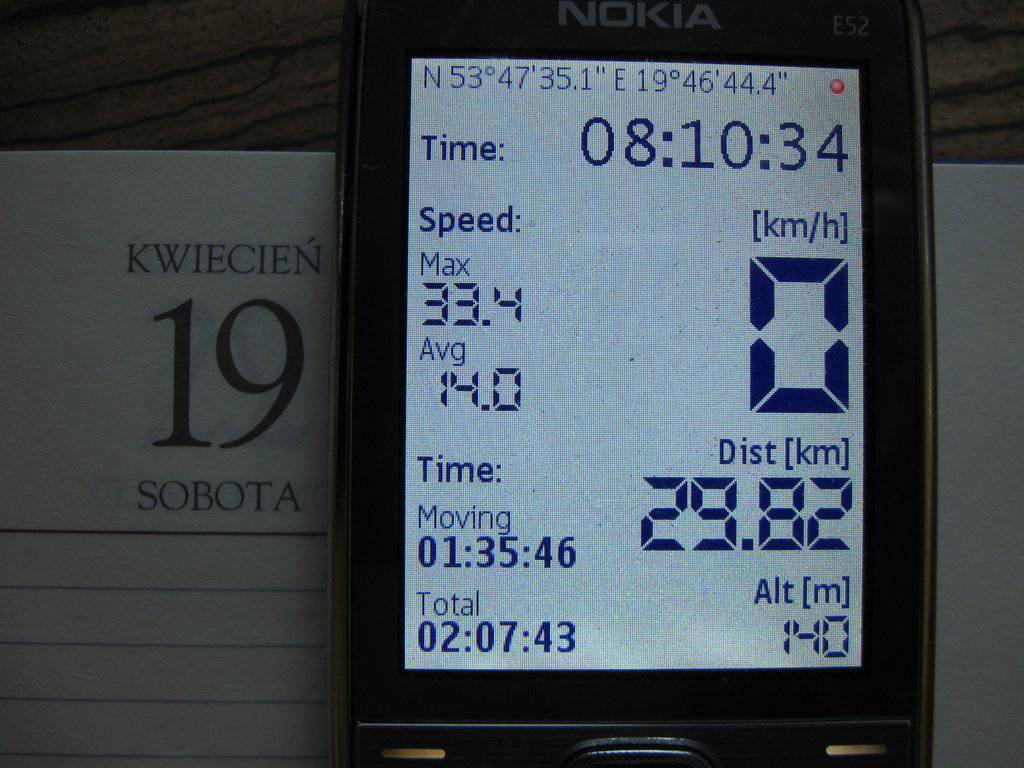 NOKIA
E52
N 53°47'35.1" E 19°46'44.4"
Time: 08:10:34
Speed: [km/h]
Max
33.4
0
Avg
14.0
Dist [km]
29.82
Time:
Moving
01:35:46
Alt [m]
140
Total
02:07:43
KWIECIEŃ
19
SOBOTA